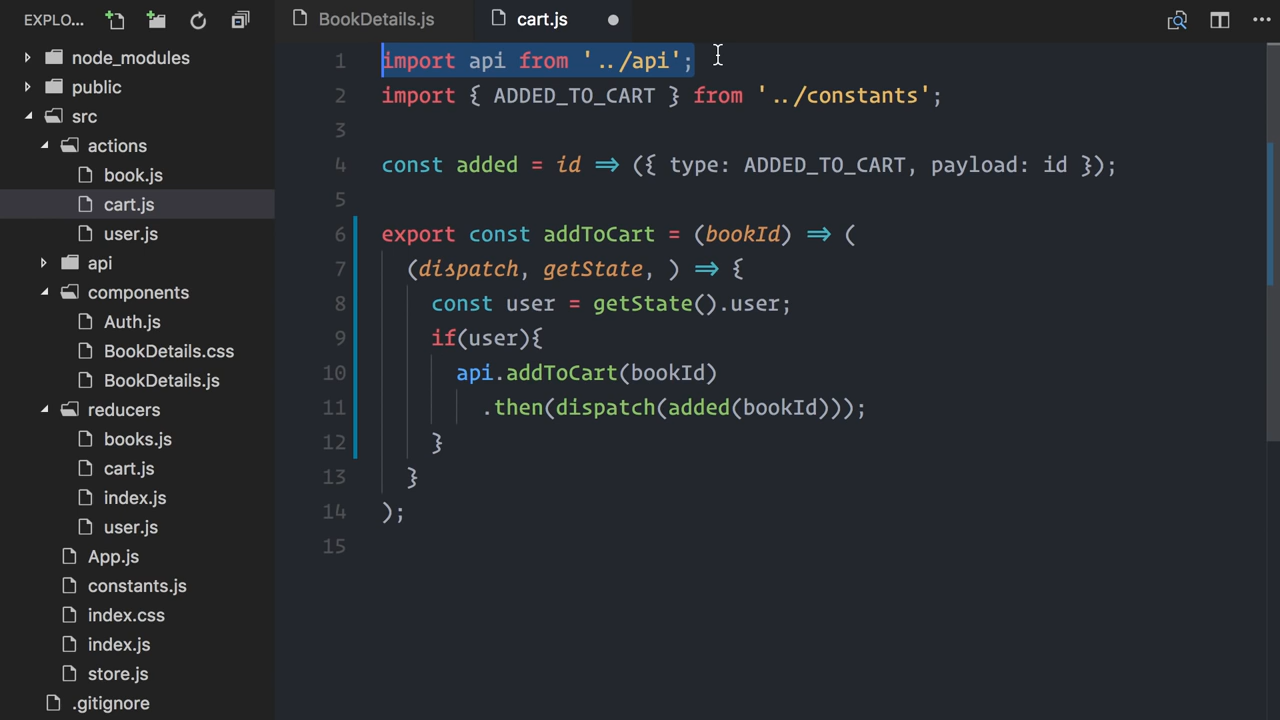 EXPLO...
BookDetails.js
cart.js
node_modules
public
src
actions
book.js
cart.js
user.js
api
components
Auth.js
BookDetails.css
BookDetails.js
reducers
books.js
cart.js
index.js
user.js
App.js
constants.js
index.css
index.js
store.js
.gitignore
1 import api from '../api';
2 import { ADDED_TO_CART } from '../constants';
3
4 const added = id => ({ type: ADDED_TO_CART, payload: id });
5
6 export const addToCart = (bookId) => (
7 (dispatch, getState, ) => {
8 const user = getState().user;
9 if(user){
10 api.addToCart(bookId)
11 .then(dispatch(added(bookId)));
12 }
13 }
14 );
15